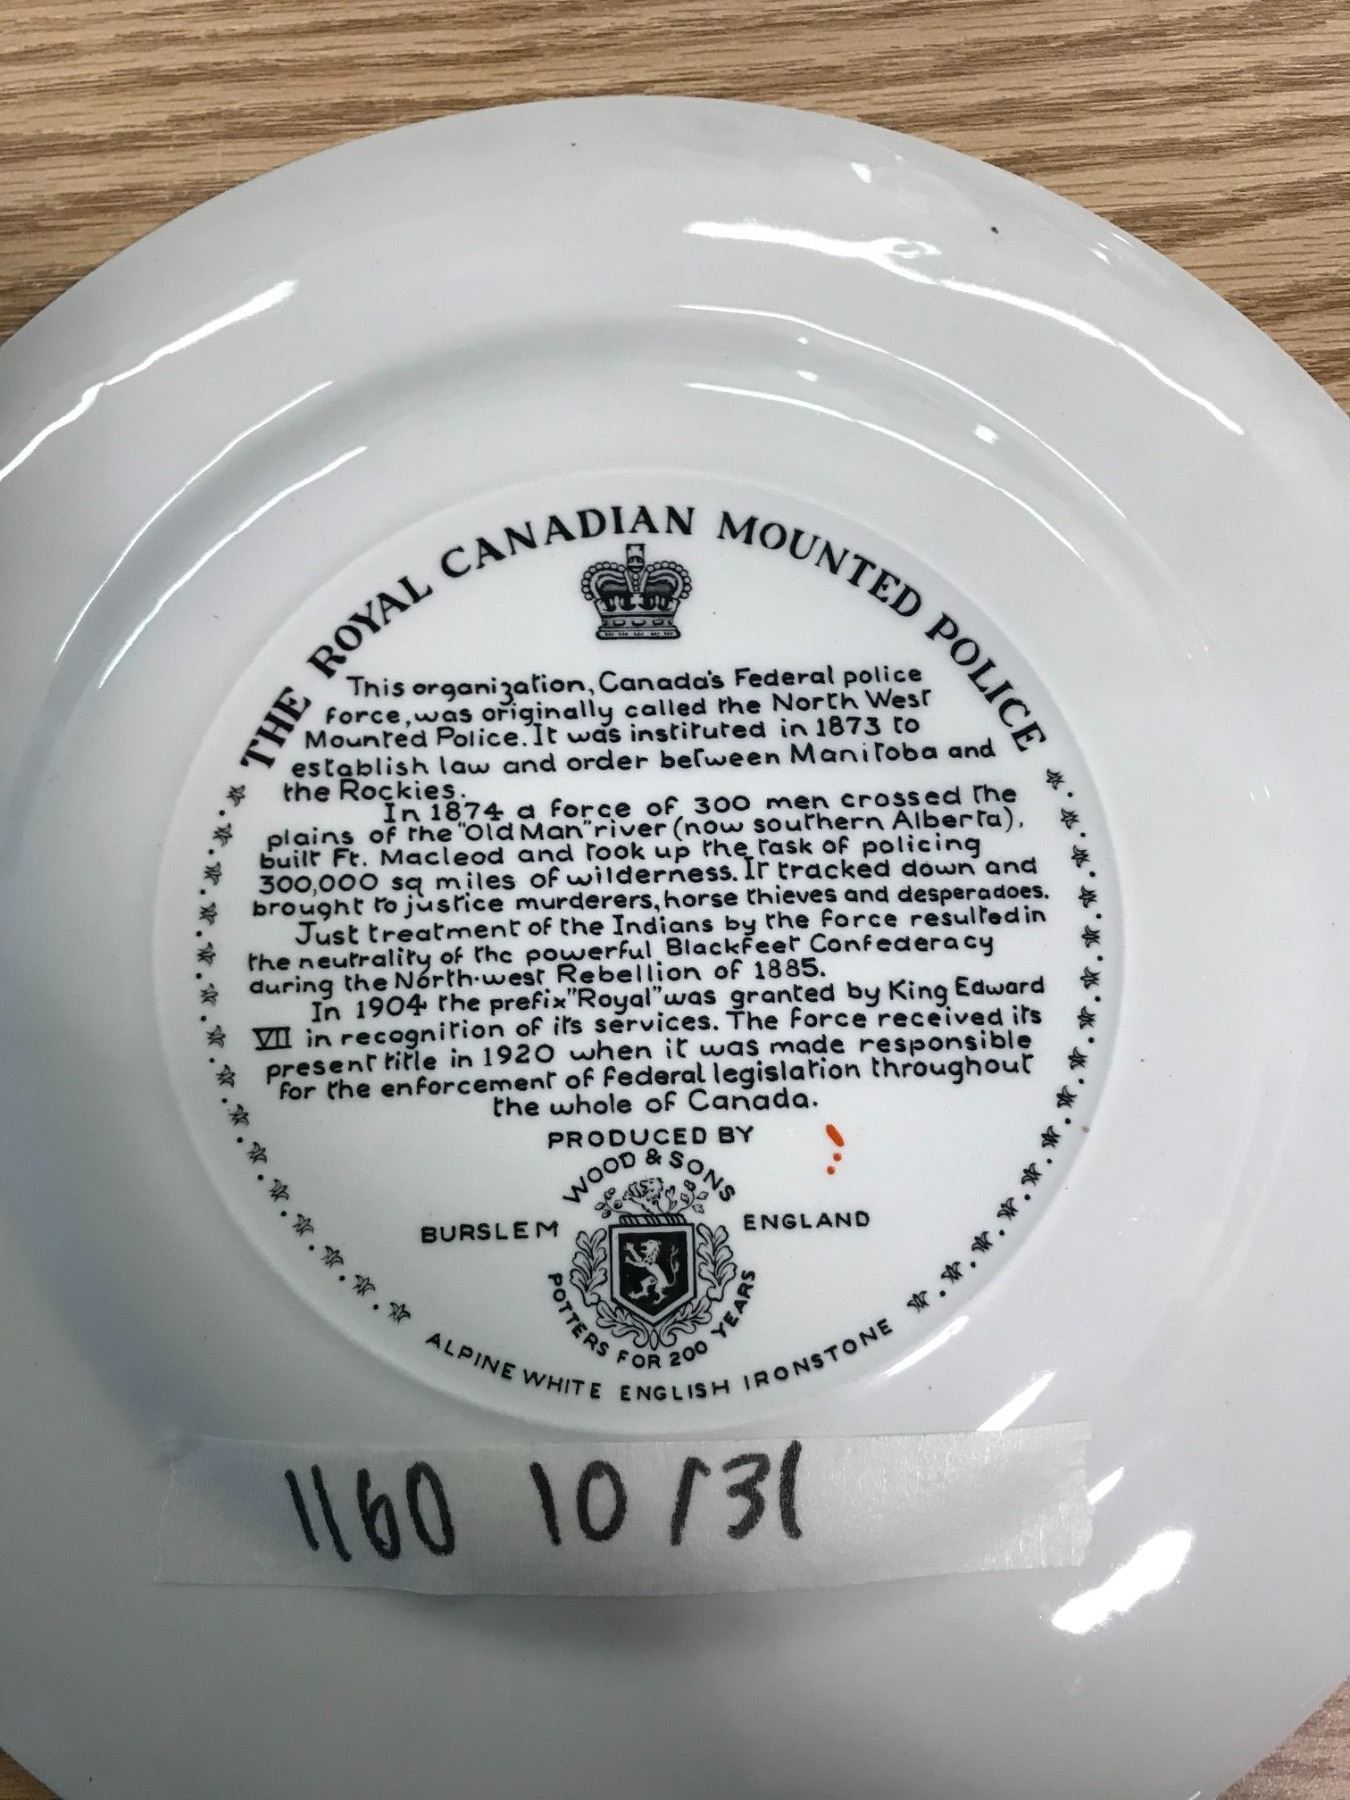 THE ROYAL CANADIAN MOUNTED POLICE
This organization, Canada's Federal police
force, was originally called the North West
Mounted Police. It was instituted in 1873 to
establish law and order between Manitoba and
the Rockies.
In 1874 a force of 300 men crossed the
plains of the "Old Man" river (now southern Alberta),
built Ft. Macleod and took up the task of policing
300,000 sq miles of wilderness. It tracked down and
brought to justice murderers, horse thieves and desperadoes.
Just treatment of the Indians by the force resulted in
the neutrality of the powerful Blackfeet Confederacy
during the North-west Rebellion of 1885.
In 1904 the prefix "Royal" was granted by King Edward
VII in recognition of its services. The force received its
present title in 1920 when it was made responsible
for the enforcement of federal legislation throughout
the whole of Canada.
PRODUCED BY
WOOD & SONS
BURSLEM ENGLAND
POTTERS FOR 200 YEARS
ALPINE WHITE ENGLISH IRONSTONE
1160 10/31